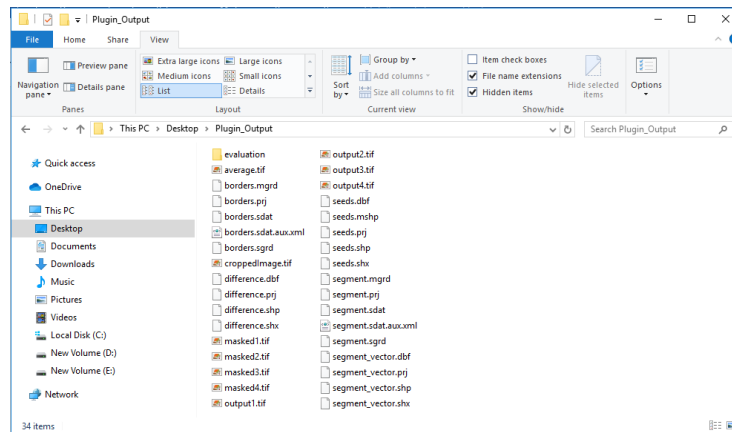 Plugin_Output
File Home Share View
Navigation pane
Preview pane
Details pane
Panes
Extra large icons Large icons
Medium icons Small icons
List Details
Layout
Sort by
Group by
Add columns
Size all columns to fit
Current view
Item check boxes
File name extensions
Hidden items
Hide selected items
Show/hide
Options
This PC > Desktop > Plugin_Output
Search Plugin_Output
Quick access
OneDrive
This PC
Desktop
Documents
Downloads
Music
Pictures
Videos
Local Disk (C:)
New Volume (D:)
New Volume (E:)
Network
evaluation
average.tif
borders.mgrd
borders.prj
borders.sdat
borders.sdat.aux.xml
borders.sgrd
croppedImage.tif
difference.dbf
difference.prj
difference.shp
difference.shx
masked1.tif
masked2.tif
masked3.tif
masked4.tif
output1.tif
output2.tif
output3.tif
output4.tif
seeds.dbf
seeds.mshp
seeds.prj
seeds.shp
seeds.shx
segment.mgrd
segment.prj
segment.sdat
segment.sdat.aux.xml
segment.sgrd
segment_vector.dbf
segment_vector.prj
segment_vector.shp
segment_vector.shx
34 items